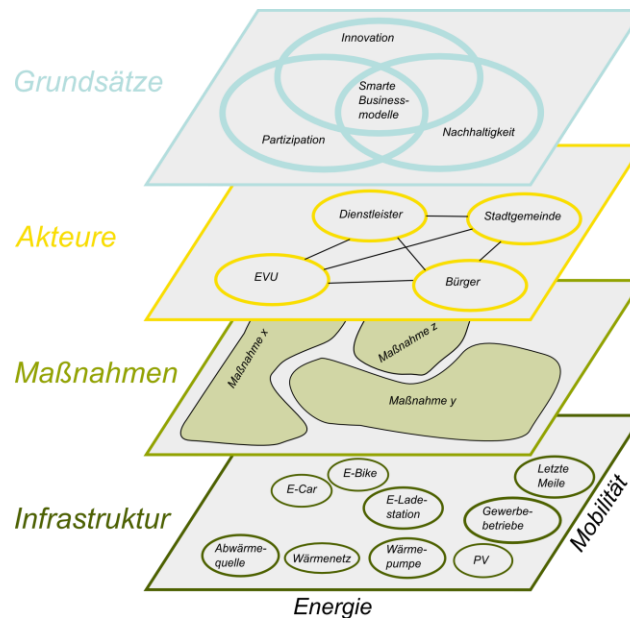 Grundsätze
Innovation
Smarte
Business-
modelle
Partizipation
Nachhaltigkeit
Akteure
Dienstleister
Stadtgemeinde
EVU
Bürger
Maßnahmen
Maßnahme x
Maßnahme z
Maßnahme y
Infrastruktur
E-Bike
E-Car
E-Lade-
station
Letzte
Meile
Gewerbe-
betriebe
Abwärme-
quelle
Wärmenetz
Wärme-
pumpe
PV
Mobilität
Energie